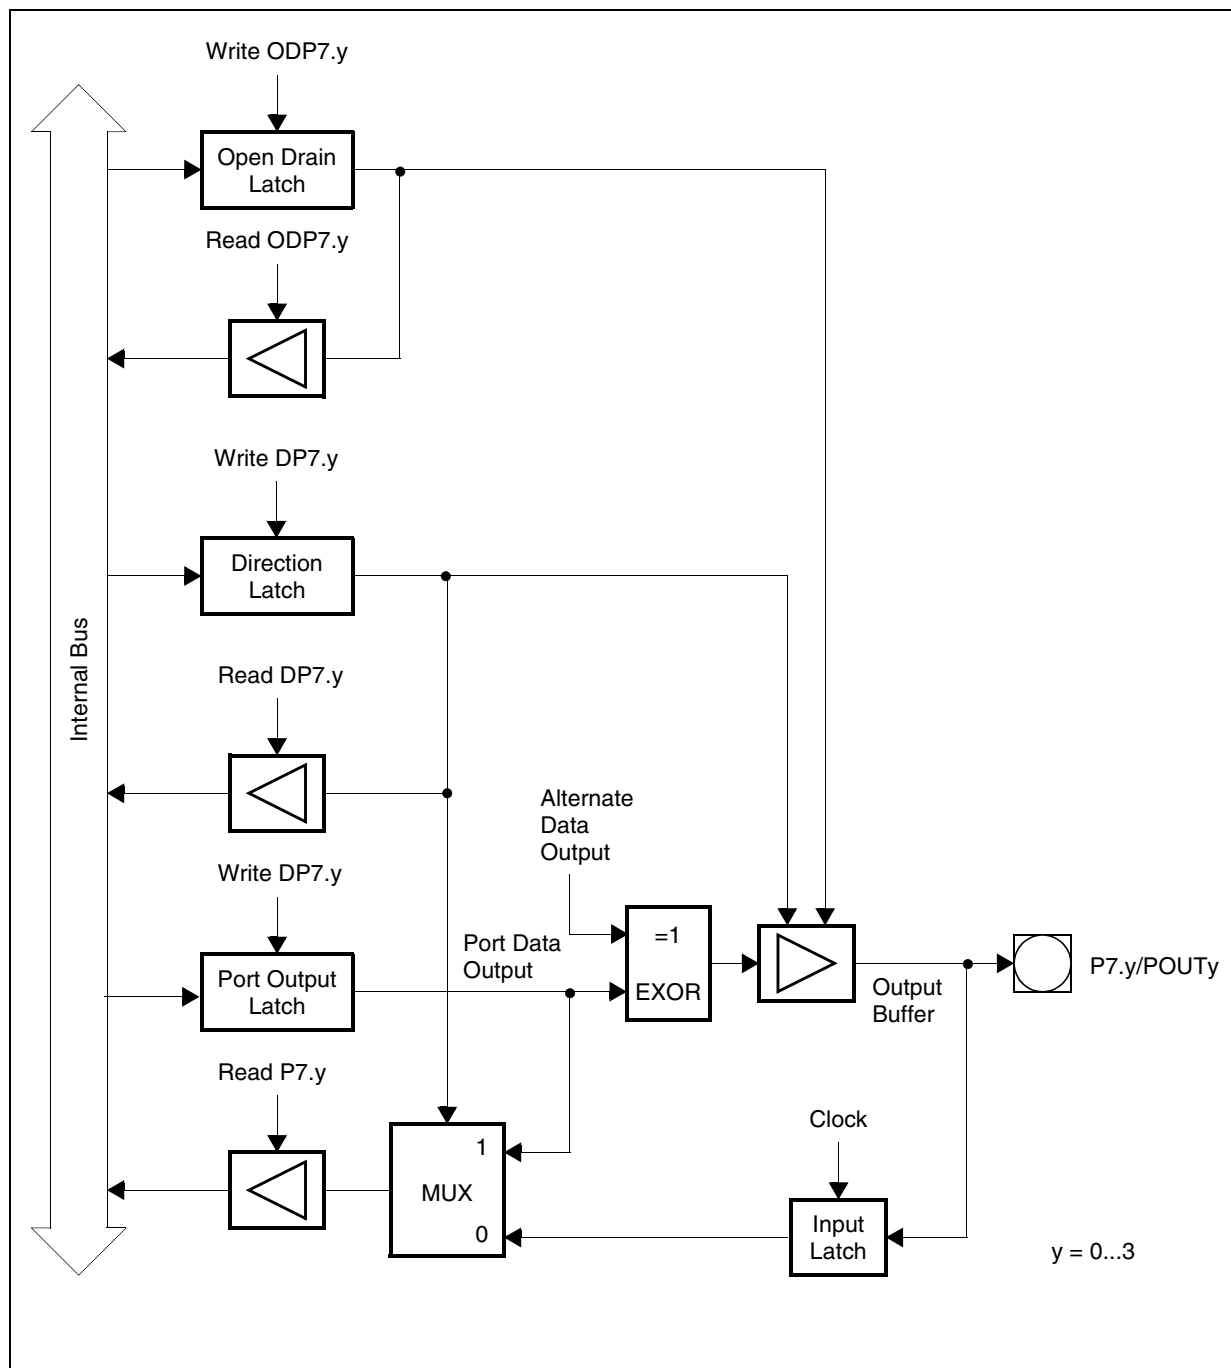 Write ODP7.y
Open Drain
Latch
Read ODP7.y
Write DP7.y
Direction
Latch
Internal Bus
Read DP7.y
Alternate
Data
Output
Write DP7.y
Port Data
Output
=1
EXOR
Port Output
Latch
Output
Buffer
P7.y/POUTy
Read P7.y
Clock
1
MUX
0
Input
Latch
y = 0...3